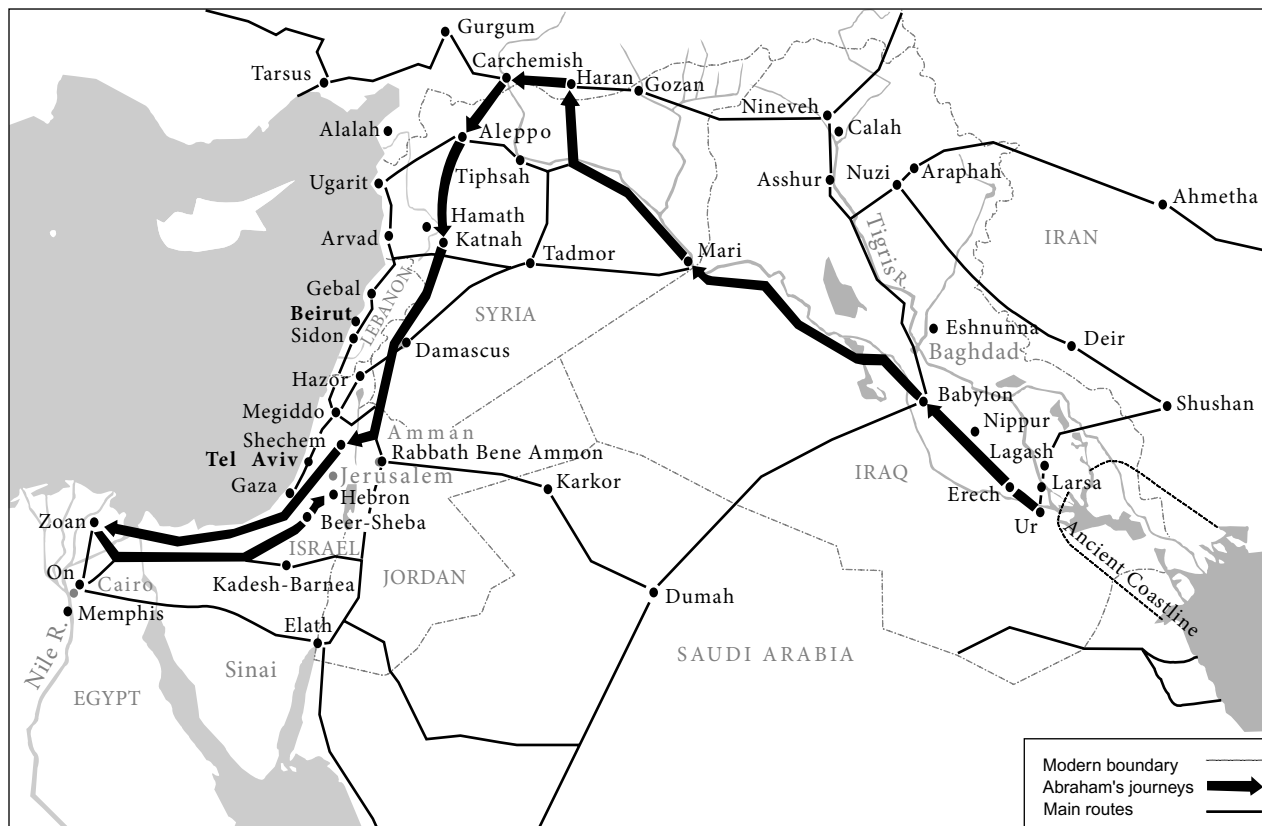 Gurgum
Carchemish
Tarsus
Haran
Gozan
Nineveh
Alalah
Aleppo
Calah
Tiphsah
Asshur
Nuzi
Araphah
Ugarit
Ahmetha
Hamath
Arvad
Katnah
Tigris R.
IRAN
Tadmor
Mari
Gebal
LEBANON
Beirut
SYRIA
Sidon
Eshnunna
Damascus
Baghdad
Deir
Hazor
Babylon
Megiddo
Nippur
Shushan
Amman
Shechem
Rabbath Bene Ammon
Lagash
Tel Aviv
Jerusalem
IRAQ
Gaza
Karkor
Erech
Larsa
Hebron
Zoan
Beer-Sheba
Ur
ISRAEL
Ancient Coastline
On
Cairo
Kadesh-Barnea
JORDAN
Memphis
Dumah
Elath
Nile R.
Sinai
SAUDI ARABIA
EGYPT
Modern boundary
Abraham's journeys
Main routes